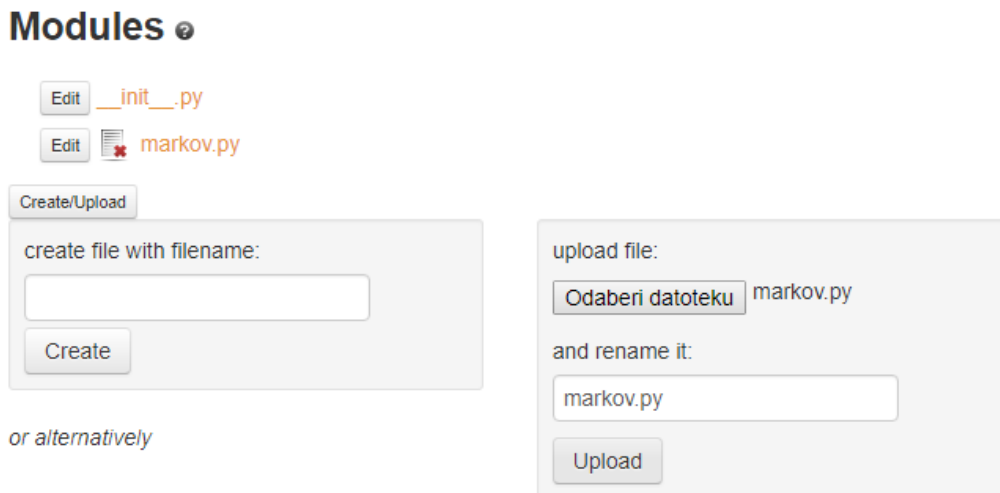 Modules ?
Edit __init__.py
Edit markov.py
Create/Upload
create file with filename:
Create
or alternatively
upload file:
Odaberi datoteku markov.py
and rename it:
markov.py
Upload